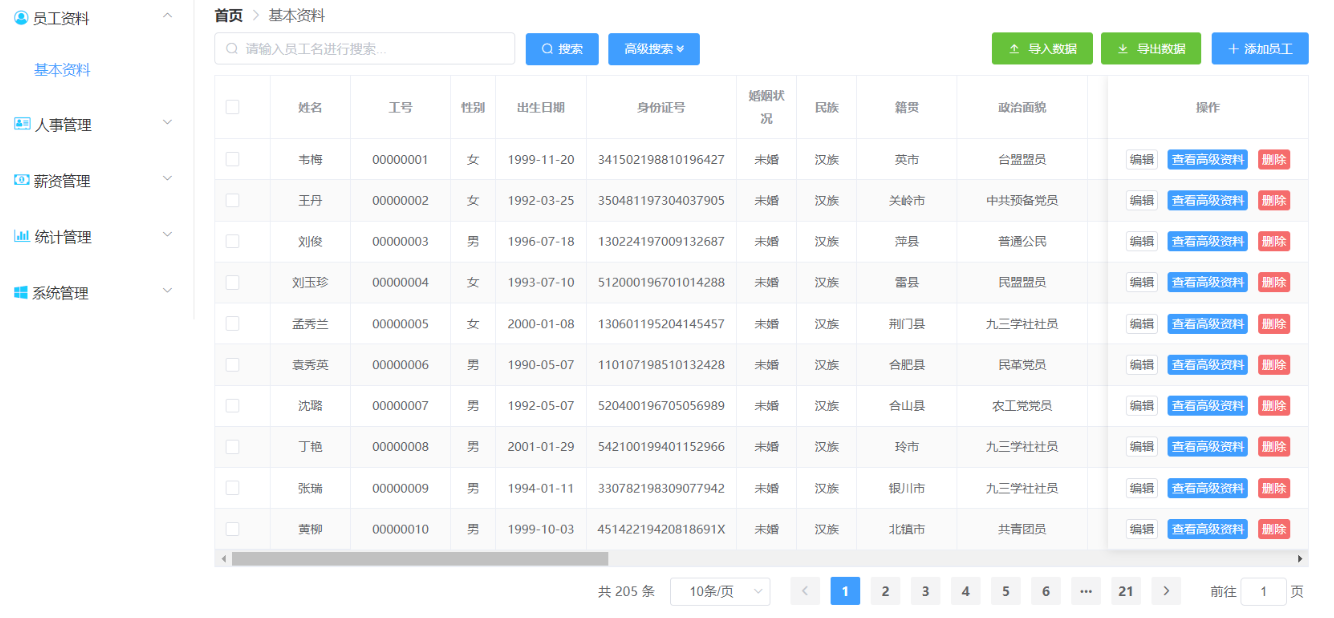 员工资料
基本资料
人事管理
薪资管理
统计管理
系统管理
首页 > 基本资料
请输入员工名进行搜索... 搜索 高级搜索 导入数据 导出数据 + 添加员工
姓名 工号 性别 出生日期 身份证号 婚姻状况 民族 籍贯 政治面貌 操作
韦梅 00000001 女 1999-11-20 341502198810196427 未婚 汉族 英市 台盟盟员 编辑 查看高级资料 删除
王丹 00000002 女 1992-03-25 350481197304037905 未婚 汉族 关岭市 中共预备党员 编辑 查看高级资料 删除
刘俊 00000003 男 1996-07-18 130224197009132687 未婚 汉族 萍县 普通公民 编辑 查看高级资料 删除
刘玉珍 00000004 女 1993-07-10 512000196701014288 未婚 汉族 雷县 民盟盟员 编辑 查看高级资料 删除
孟秀兰 00000005 女 2000-01-08 130601195204145457 未婚 汉族 荆门县 九三学社社员 编辑 查看高级资料 删除
袁秀英 00000006 男 1990-05-07 110107198510132428 未婚 汉族 合肥县 民革党员 编辑 查看高级资料 删除
沈璐 00000007 男 1992-05-07 520400196705056989 未婚 汉族 合山县 农工党党员 编辑 查看高级资料 删除
丁艳 00000008 男 2001-01-29 542100199401152966 未婚 汉族 玲市 九三学社社员 编辑 查看高级资料 删除
张瑞 00000009 男 1994-01-11 330782198309077942 未婚 汉族 银川市 九三学社社员 编辑 查看高级资料 删除
黄柳 00000010 男 1999-10-03 45142219420818691X 未婚 汉族 北镇市 共青团员 编辑 查看高级资料 删除
共 205 条 10条/页 < 1 2 3 4 5 6 ... 21 > 前往 1 页